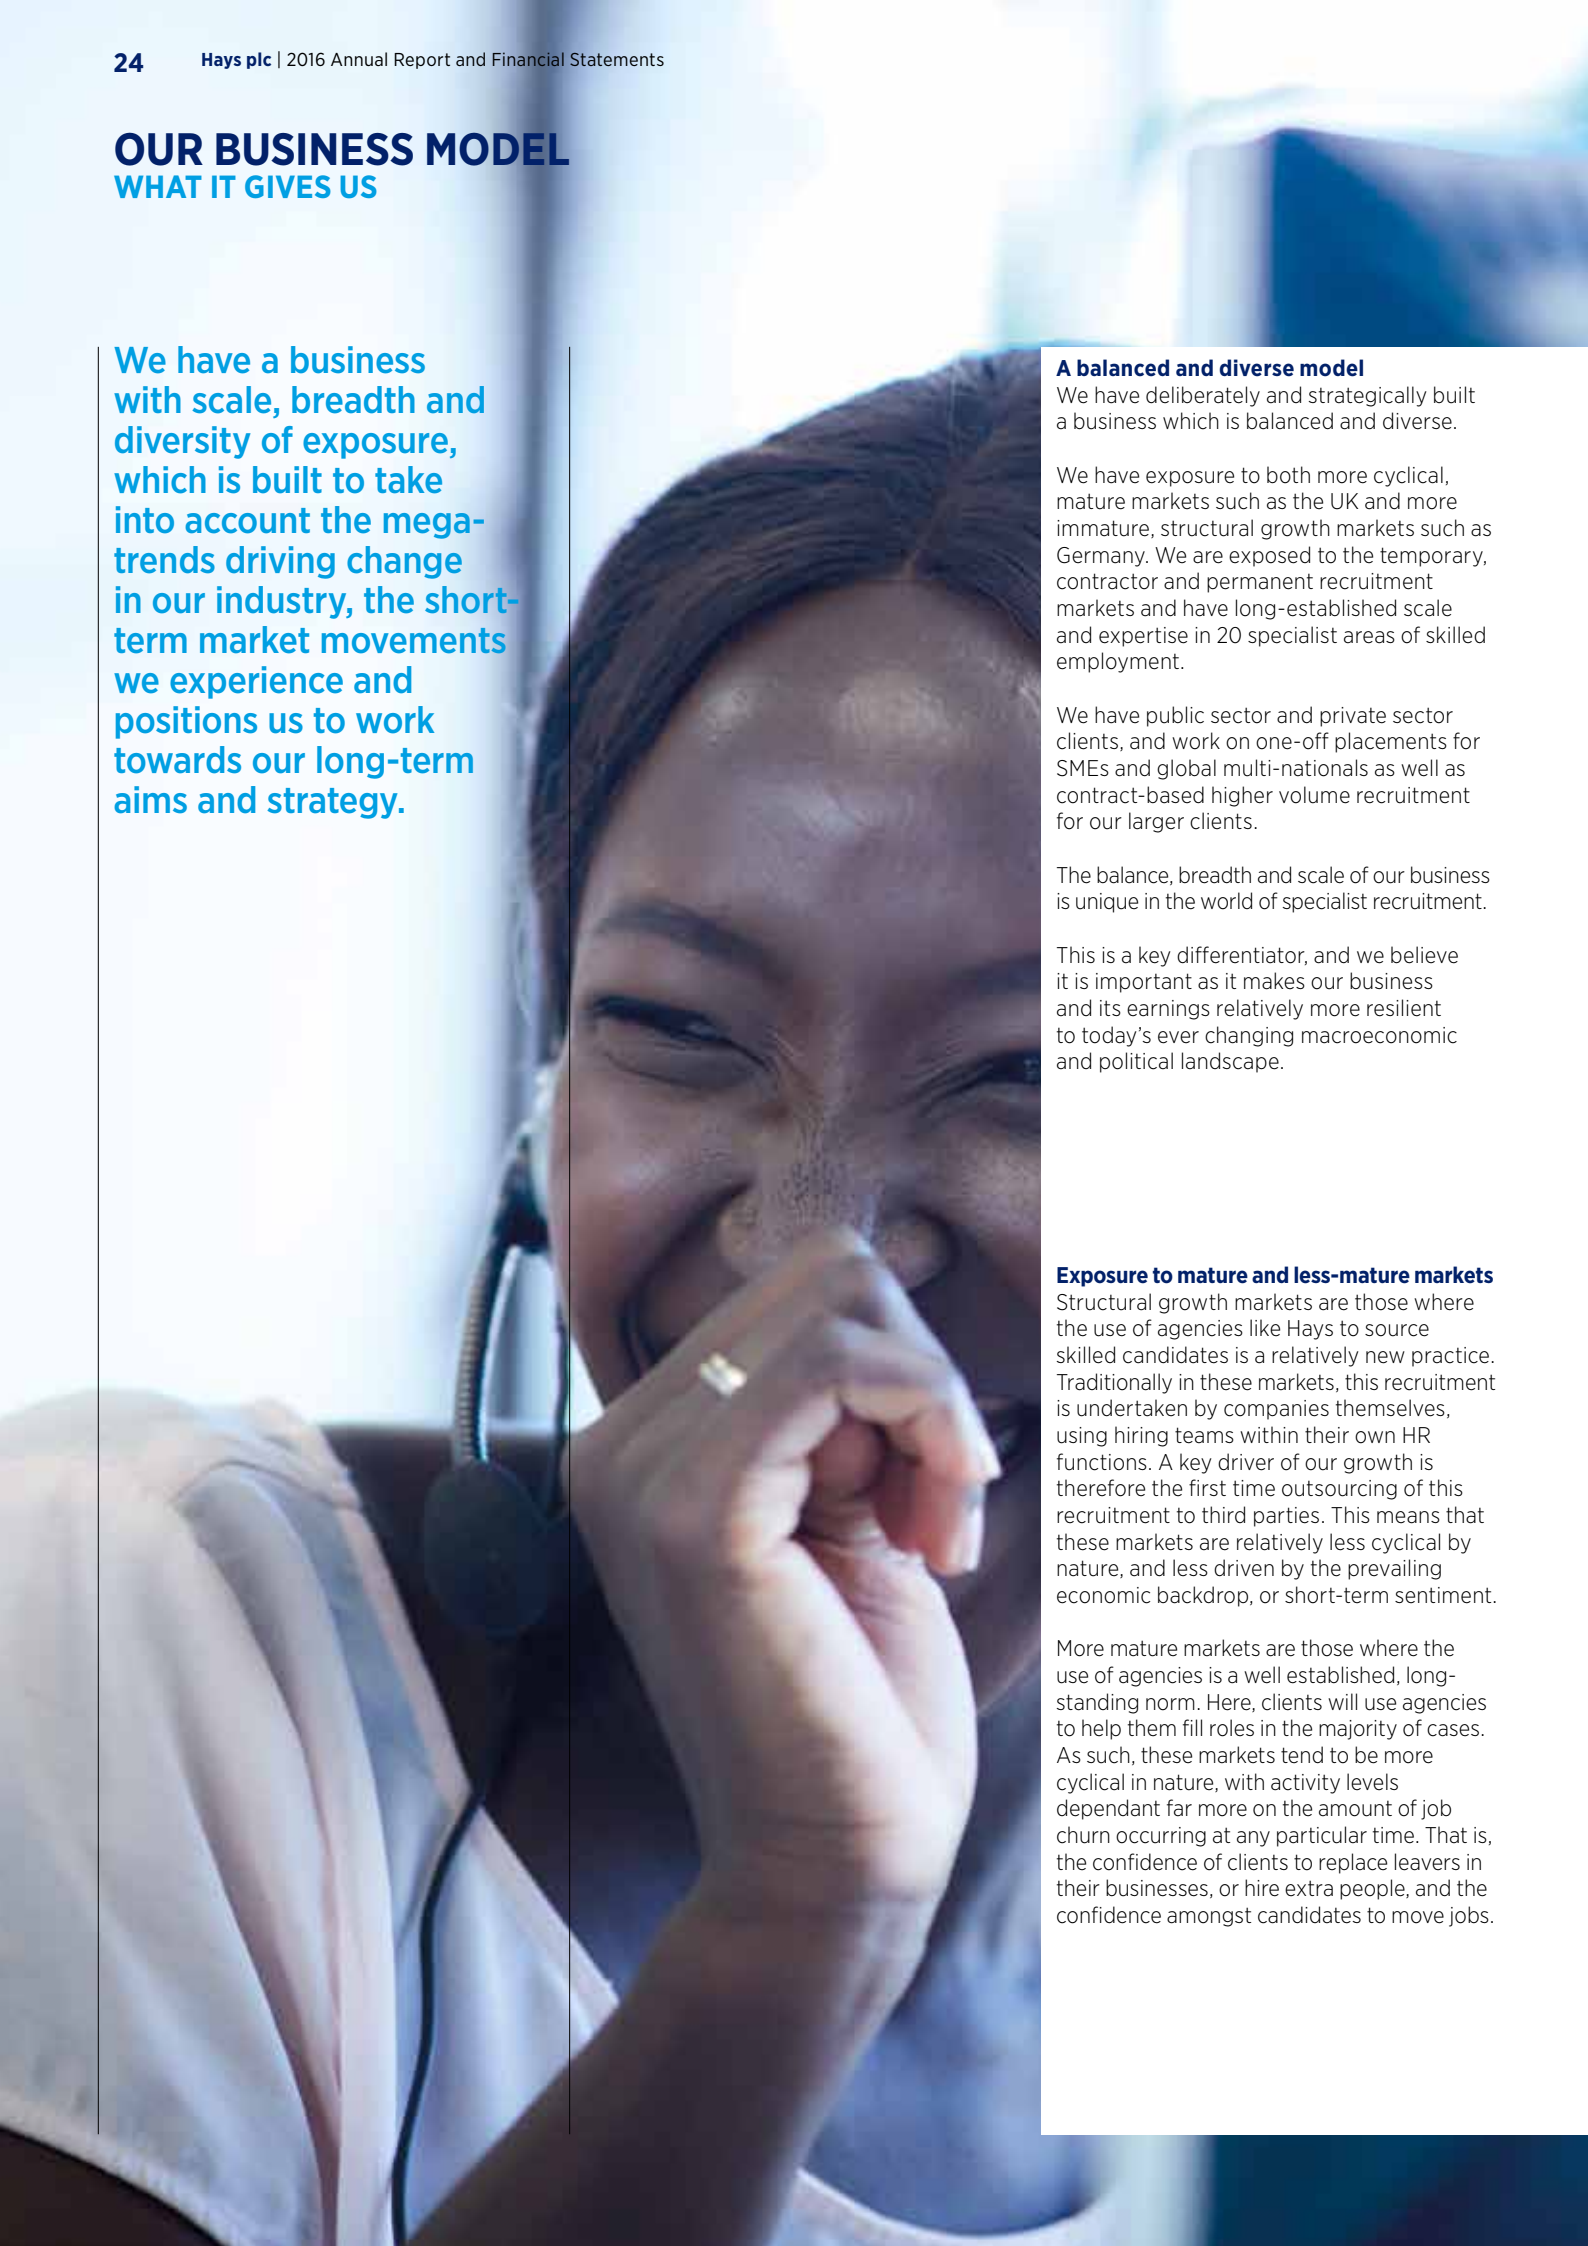 24 Hays plc | 2016 Annual Report and Financial Statements
OUR BUSINESS MODEL
WHAT IT GIVES US
We have a business
with scale, breadth and
diversity of exposure,
which is built to take
into account the mega-
trends driving change
in our industry, the short-
term market movements
we experience and
positions us to work
towards our long-term
aims and strategy.
A balanced and diverse model
We have deliberately and strategically built
a business which is balanced and diverse.
We have exposure to both more cyclical,
mature markets such as the UK and more
immature, structural growth markets such as
Germany. We are exposed to the temporary,
contractor and permanent recruitment
markets and have long-established scale
and expertise in 20 specialist areas of skilled
employment.
We have public sector and private sector
clients, and work on one-off placements for
SMEs and global multi-nationals as well as
contract-based higher volume recruitment
for our larger clients.
The balance, breadth and scale of our business
is unique in the world of specialist recruitment.
This is a key differentiator, and we believe
it is important as it makes our business
and its earnings relatively more resilient
to today’s ever changing macroeconomic
and political landscape.
Exposure to mature and less-mature markets
Structural growth markets are those where
the use of agencies like Hays to source
skilled candidates is a relatively new practice.
Traditionally in these markets, this recruitment
is undertaken by companies themselves,
using hiring teams within their own HR
functions. A key driver of our growth is
therefore the first time outsourcing of this
recruitment to third parties. This means that
these markets are relatively less cyclical by
nature, and less driven by the prevailing
economic backdrop, or short-term sentiment.
More mature markets are those where the
use of agencies is a well established, long-
standing norm. Here, clients will use agencies
to help them fill roles in the majority of cases.
As such, these markets tend to be more
cyclical in nature, with activity levels
dependant far more on the amount of job
churn occurring at any particular time. That is,
the confidence of clients to replace leavers in
their businesses, or hire extra people, and the
confidence amongst candidates to move jobs.